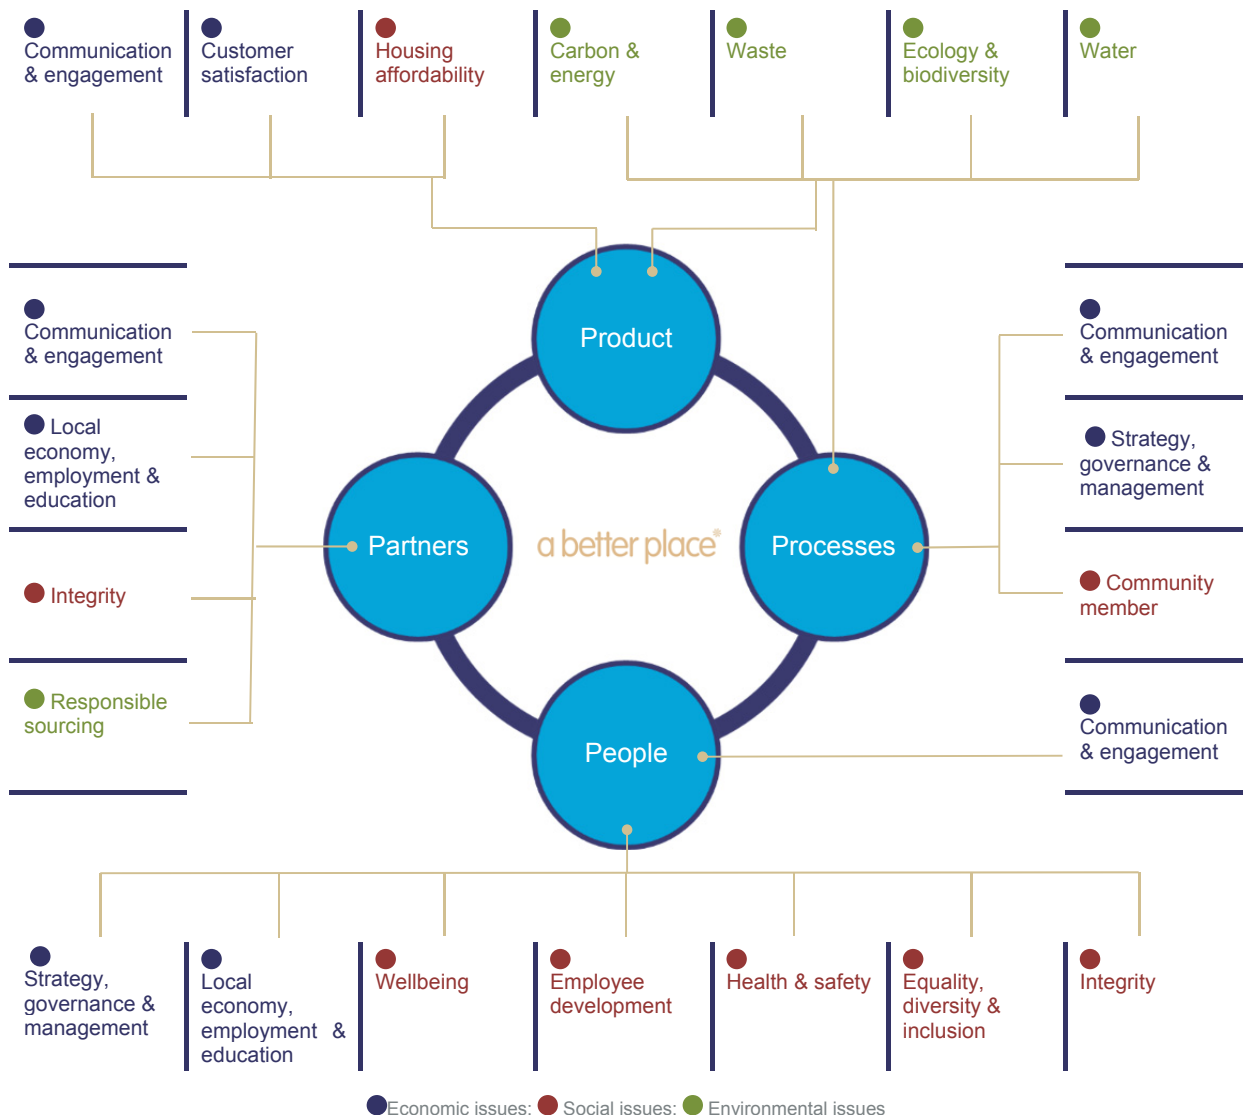 Communication
& engagement
Customer
satisfaction
Housing
affordability
Carbon &
energy
Waste
Ecology &
biodiversity
Water
Communication
& engagement
Local
economy,
employment &
education
Integrity
Responsible
sourcing
Product
Partners
a better place*
Processes
People
Communication
& engagement
Strategy,
governance &
management
Community
member
Communication
& engagement
Strategy,
governance &
management
Local
economy,
employment &
education
Wellbeing
Employee
development
Health & safety
Equality,
diversity &
inclusion
Integrity
Economic issues; Social issues; Environmental issues